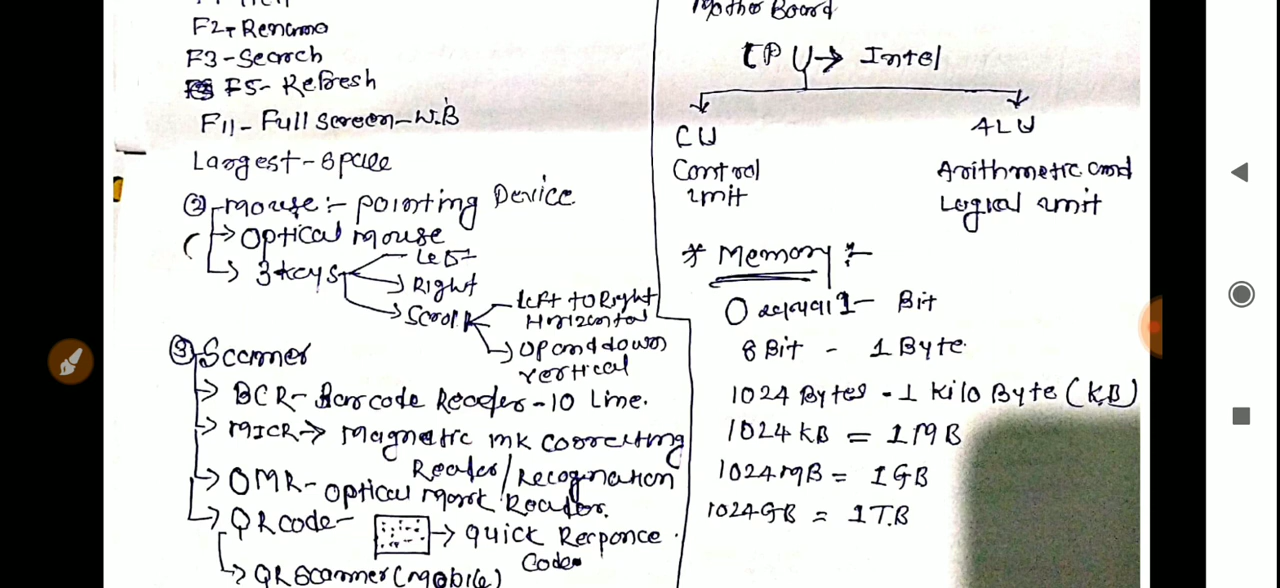 F2- Rename
F3-Search
F5- Refresh
F11- Full screen-W.B
Largest-space
② mouse:- pointing Device
→ optical mouse
→ 3 keys
Left
→ Right
→ Scroll
Left to Right
Horizontal
→ Up and down
vertical
③ Scanner
→ BCR- Barcode Reader-10 Line.
→ MICR→ Magnetic ink
Reader/Recognination
→ OMR- optical mark Reader.
→ QR code-
→ quick Rerponce
Code
→ QR Scanner (mobile)
Mother Board
CPU→ Intel
CU
Control
unit
ALU
Arithmetic and
Logical unit
* Memory:-
0 अथवा 1- Bit
8 Bit - 1 Byte
1024 Bytes - 1 kilo Byte (KB)
1024 KB = 1 MB
1024 MB = 1 GB
1024 GB = 1 T.B